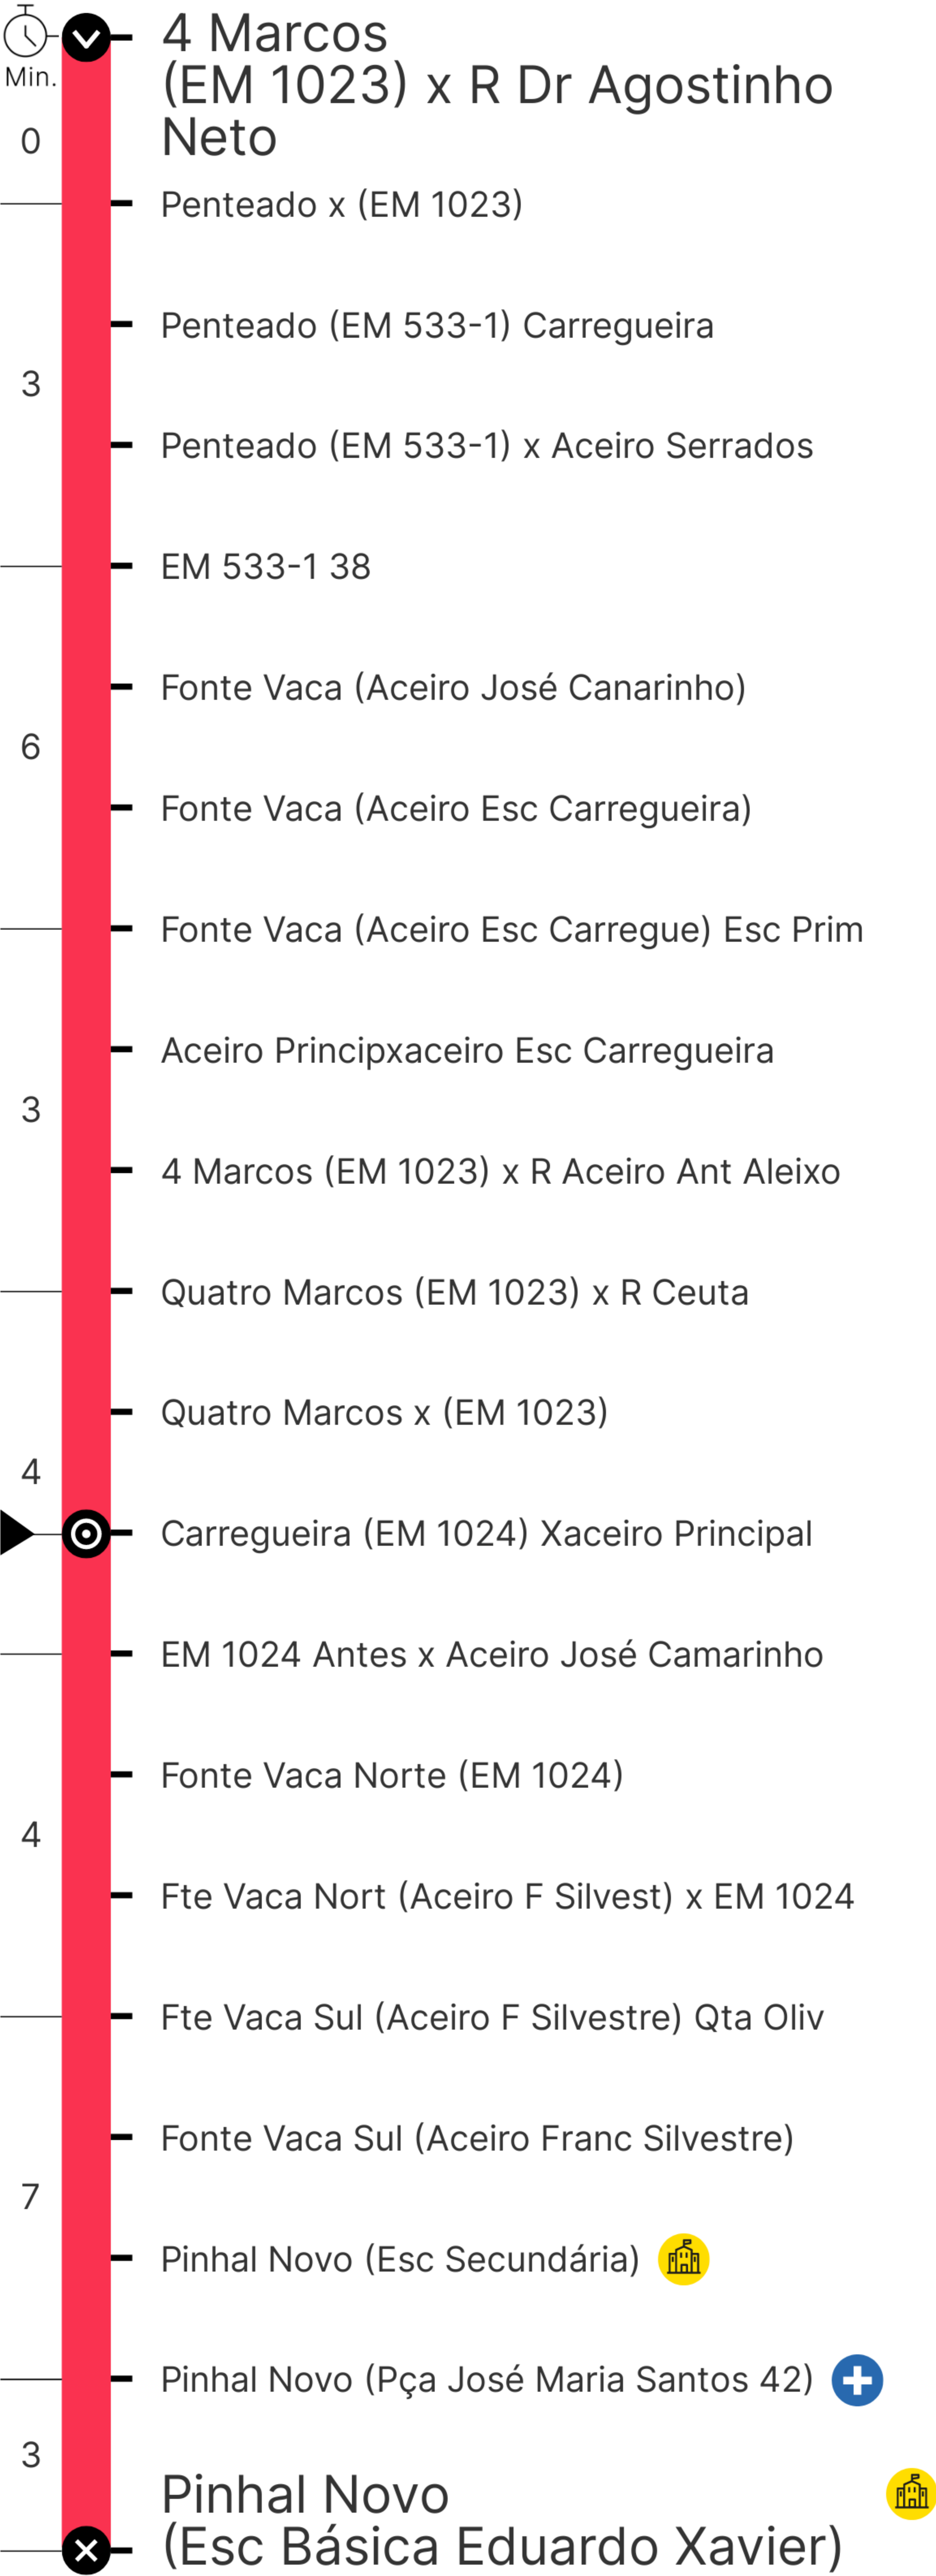 4 Marcos
Min.
(EM 1023) x R Dr Agostinho
0
Neto
Penteado x (EM 1023)
Penteado (EM 533-1) Carregueira
3
Penteado (EM 533-1) x Aceiro Serrados
EM 533-1 38
Fonte Vaca (Aceiro José Canarinho)
6
Fonte Vaca (Aceiro Esc Carregueira)
Fonte Vaca (Aceiro Esc Carregue) Esc Prim
Aceiro Principxaceiro Esc Carregueira
3
4 Marcos (EM 1023) x R Aceiro Ant Aleixo
Quatro Marcos (EM 1023) x R Ceuta
Quatro Marcos x (EM 1023)
4
Carregueira (EM 1024) Xaceiro Principal
EM 1024 Antes x Aceiro José Camarinho
Fonte Vaca Norte (EM 1024)
4
Fte Vaca Nort (Aceiro F Silvest) x EM 1024
Fte Vaca Sul (Aceiro F Silvestre) Qta Oliv
Fonte Vaca Sul (Aceiro Franc Silvestre)
7
Pinhal Novo (Esc Secundária)
Pinhal Novo (Pça José Maria Santos 42)
3
Pinhal Novo
(Esc Básica Eduardo Xavier)